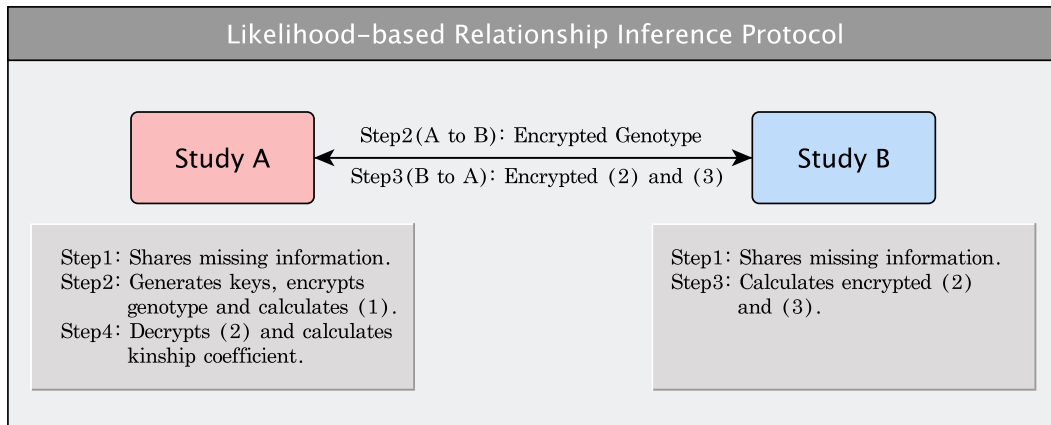 Likelihood-based Relationship Inference Protocol
Study A
Step2(A to B): Encrypted Genotype
Step3(B to A): Encrypted (2) and (3)
Study B
Step1: Shares missing information.
Step2: Generates keys, encrypts
genotype and calculates (1).
Step4: Decrypts (2) and calculates
kinship coefficient.
Step1: Shares missing information.
Step3: Calculates encrypted (2)
and (3).